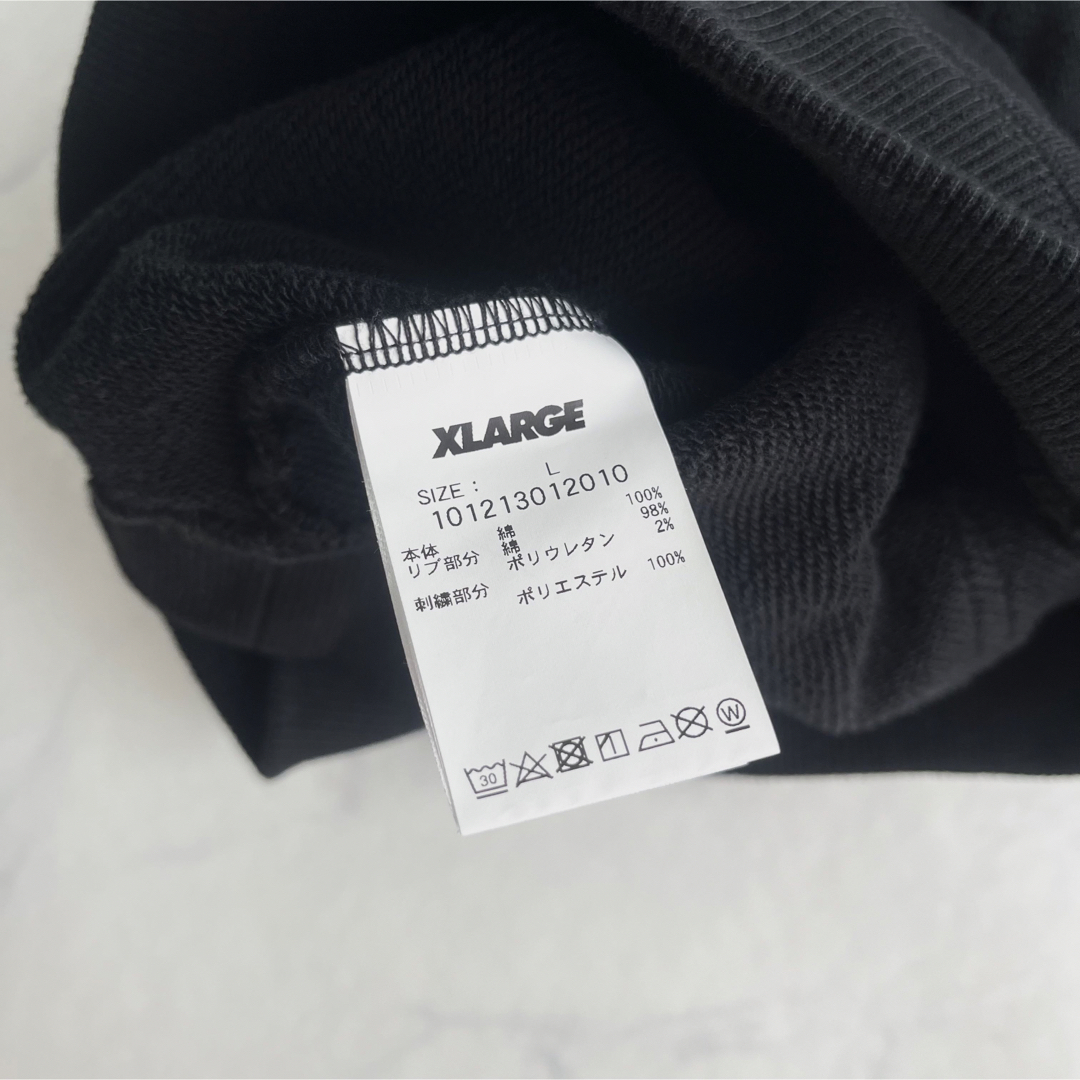 XLARGE
SIZE : L
101213012010
本体 綿 100%
リブ部分 綿 98%
ポリウレタン 2%
刺繍部分 ポリエステル 100%
30
W